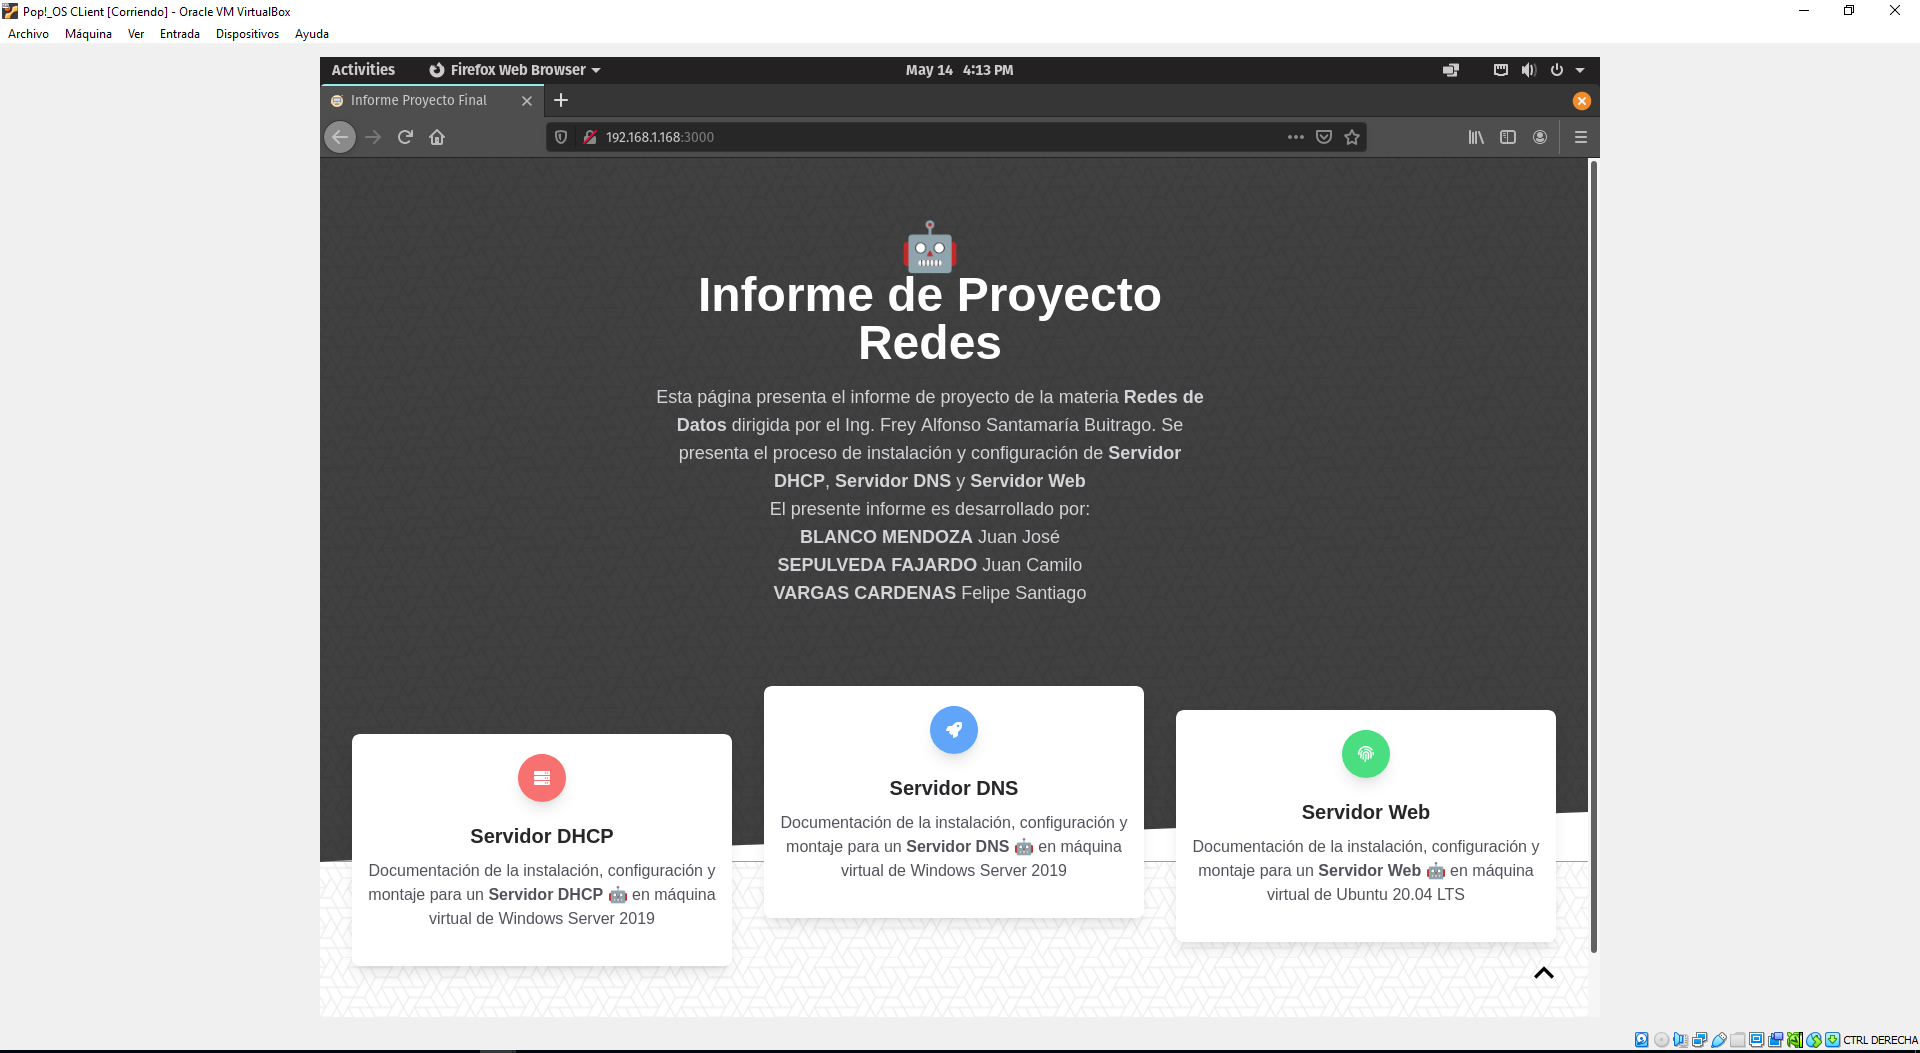 Pop!_OS CLient [Corriendo] - Oracle VM VirtualBox
Archivo Máquina Ver Entrada Dispositivos Ayuda
Activities Firefox Web Browser May 14 4:13 PM
Informe Proyecto Final
192.168.1.168:3000
Informe de Proyecto
Redes
Esta página presenta el informe de proyecto de la materia Redes de
Datos dirigida por el Ing. Frey Alfonso Santamaría Buitrago. Se
presenta el proceso de instalación y configuración de Servidor
DHCP, Servidor DNS y Servidor Web
El presente informe es desarrollado por:
BLANCO MENDOZA Juan José
SEPULVEDA FAJARDO Juan Camilo
VARGAS CARDENAS Felipe Santiago
Servidor DHCP
Documentación de la instalación, configuración y
montaje para un Servidor DHCP 🤖 en máquina
virtual de Windows Server 2019
Servidor DNS
Documentación de la instalación, configuración y
montaje para un Servidor DNS 🤖 en máquina
virtual de Windows Server 2019
Servidor Web
Documentación de la instalación, configuración y
montaje para un Servidor Web 🤖 en máquina
virtual de Ubuntu 20.04 LTS
CTRL DERECHA